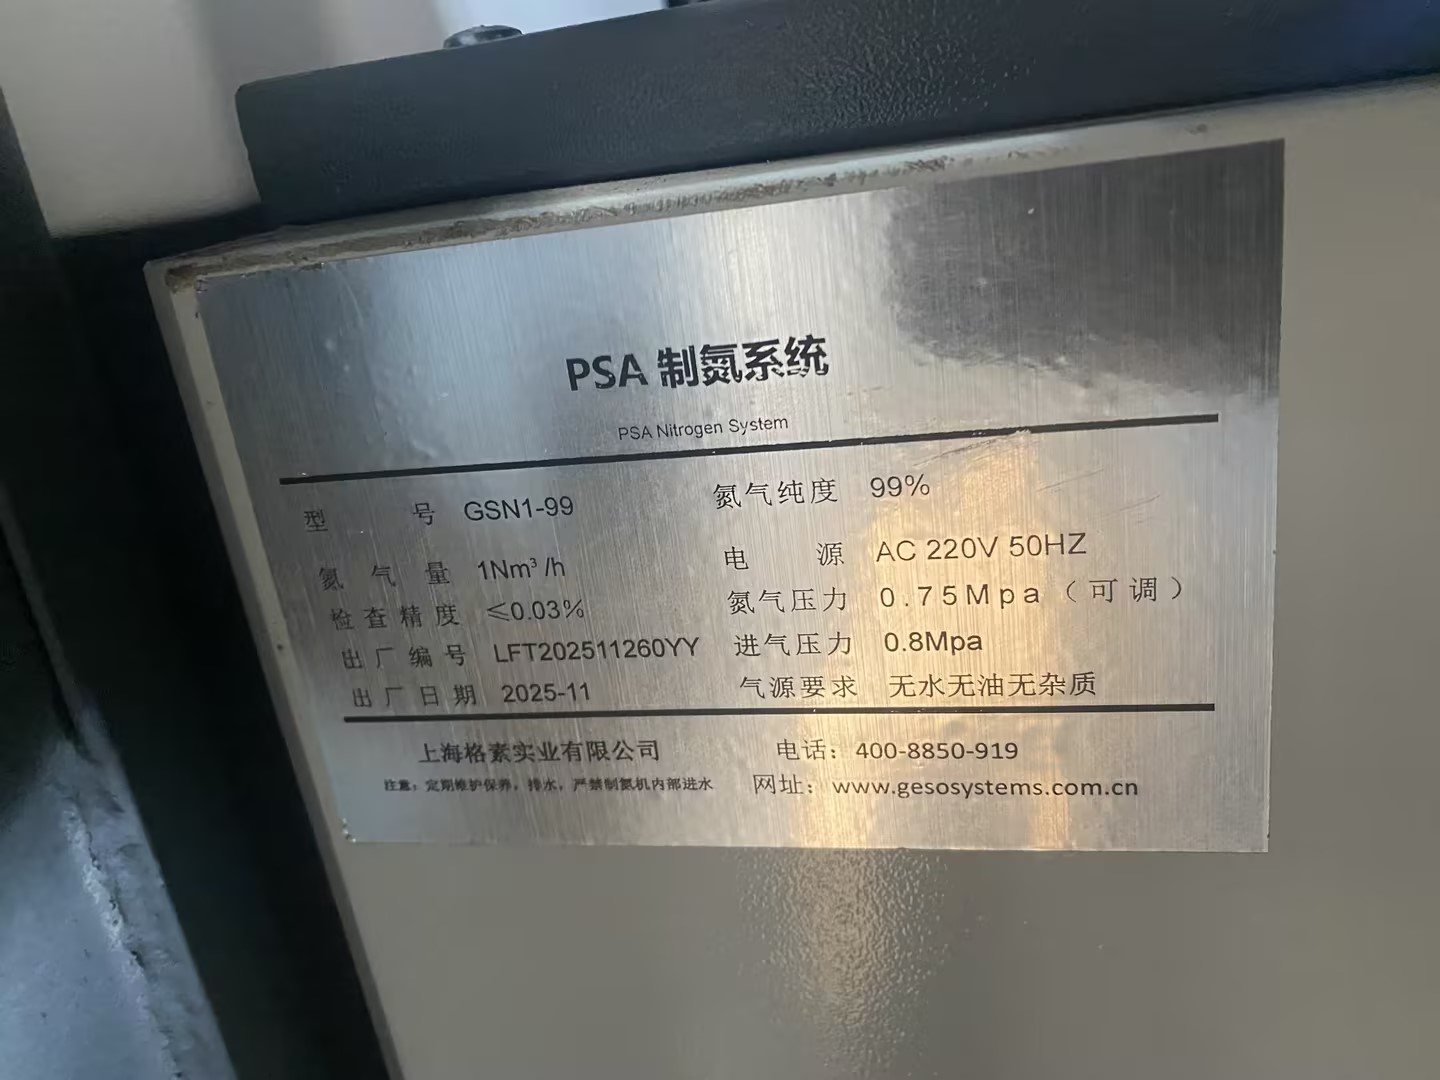 PSA 制氮系统
PSA Nitrogen System
型号 GSN1-99 氮气纯度 99%
氮气量 1Nm³/h 电源 AC 220V 50HZ
检查精度 ≤0.03% 氮气压力 0.75Mpa（可调）
出厂编号 LFT202511260YY 进气压力 0.8Mpa
出厂日期 2025-11 气源要求 无水无油无杂质
上海格素实业有限公司 电话：400-8850-919
注意：定期维护保养，排水，严禁制氮机内部进水 网址：www.gesosystems.com.cn